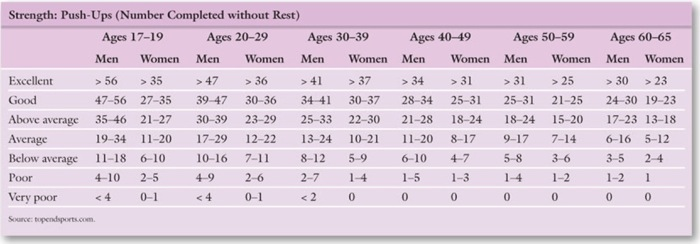 Strength: Push-Ups (Number Completed without Rest)
Ages 17–19 Ages 20–29 Ages 30–39 Ages 40–49 Ages 50–59 Ages 60–65
Men Women Men Women Men Women Men Women Men Women Men Women
Excellent > 56 > 35 > 47 > 36 > 41 > 37 > 34 > 31 > 31 > 25 > 30 > 23
Good 47–56 27–35 39–47 30–36 34–41 30–37 28–34 25–31 25–31 21–25 24–30 19–23
Above average 35–46 21–27 30–39 23–29 25–33 22–30 21–28 18–24 18–24 15–20 17–23 13–18
Average 19–34 11–20 17–29 12–22 13–24 10–21 11–20 8–17 9–17 7–14 6–16 5–12
Below average 11–18 6–10 10–16 7–11 8–12 5–9 6–10 4–7 5–8 3–6 3–5 2–4
Poor 4–10 2–5 4–9 2–6 2–7 1–4 1–5 1–3 1–4 1–2 1–2 1
Very poor < 4 0–1 < 4 0–1 < 2 0 0 0 0 0 0 0
Source: topendsports.com.